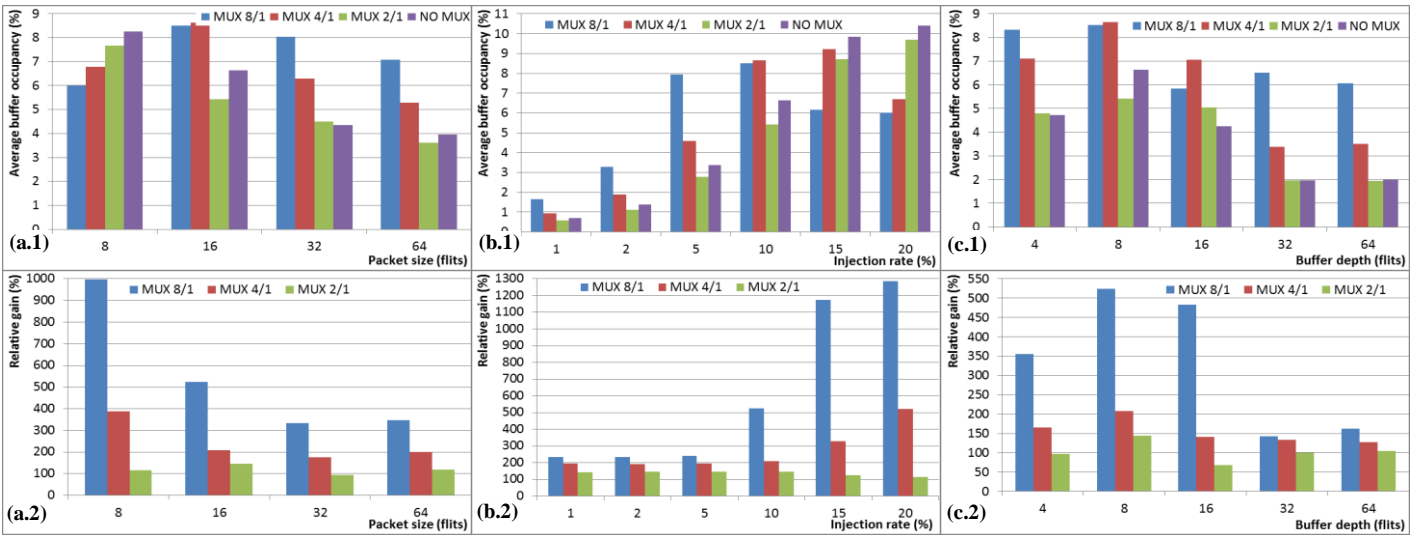 Average buffer occupancy (%)
9
8
7
6
5
4
3
2
1
0
MUX 8/1 MUX 4/1 MUX 2/1 NO MUX
8 16 32 64
Packet size (flits)
(a.1)
Average buffer occupancy (%)
11
10
9
8
7
6
5
4
3
2
1
0
MUX 8/1 MUX 4/1 MUX 2/1 NO MUX
1 2 5 10 15 20
Injection rate (%)
(b.1)
Average buffer occupancy (%)
9
8
7
6
5
4
3
2
1
0
MUX 8/1 MUX 4/1 MUX 2/1 NO MUX
4 8 16 32 64
Buffer depth (flits)
(c.1)
Relative gain (%)
1000
900
800
700
600
500
400
300
200
100
0
MUX 8/1 MUX 4/1 MUX 2/1
8 16 32 64
Packet size (flits)
(a.2)
Relative gain (%)
1300
1200
1100
1000
900
800
700
600
500
400
300
200
100
0
MUX 8/1 MUX 4/1 MUX 2/1
1 2 5 10 15 20
Injection rate (%)
(b.2)
Relative gain (%)
550
500
450
400
350
300
250
200
150
100
50
0
MUX 8/1 MUX 4/1 MUX 2/1
4 8 16 32 64
Buffer depth (flits)
(c.2)